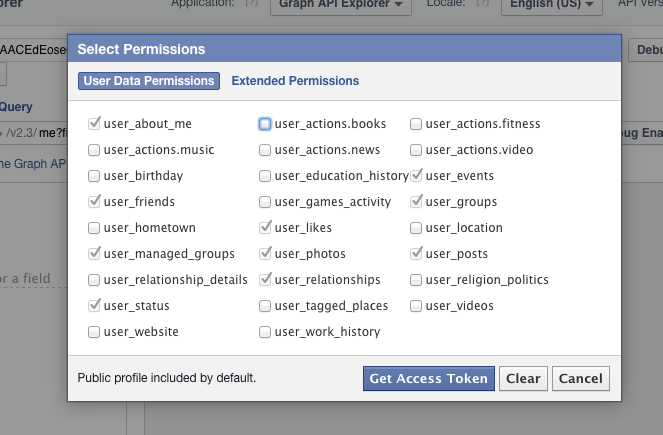 orer Application: [?] Graph API Explorer Locale: [?] English (US) API Vers
Select Permissions
AACEdEose Debu
User Data Permissions Extended Permissions
Query
user_about_me user_actions.books user_actions.fitness
/v2.3/ me?fi ug Ena
user_actions.music user_actions.news user_actions.video
he Graph AP
user_birthday user_education_history user_events
user_friends user_games_activity user_groups
user_hometown user_likes user_location
user_managed_groups user_photos user_posts
or a field
user_relationship_details user_relationships user_religion_politics
user_status user_tagged_places user_videos
user_website user_work_history
Public profile included by default. Get Access Token Clear Cancel